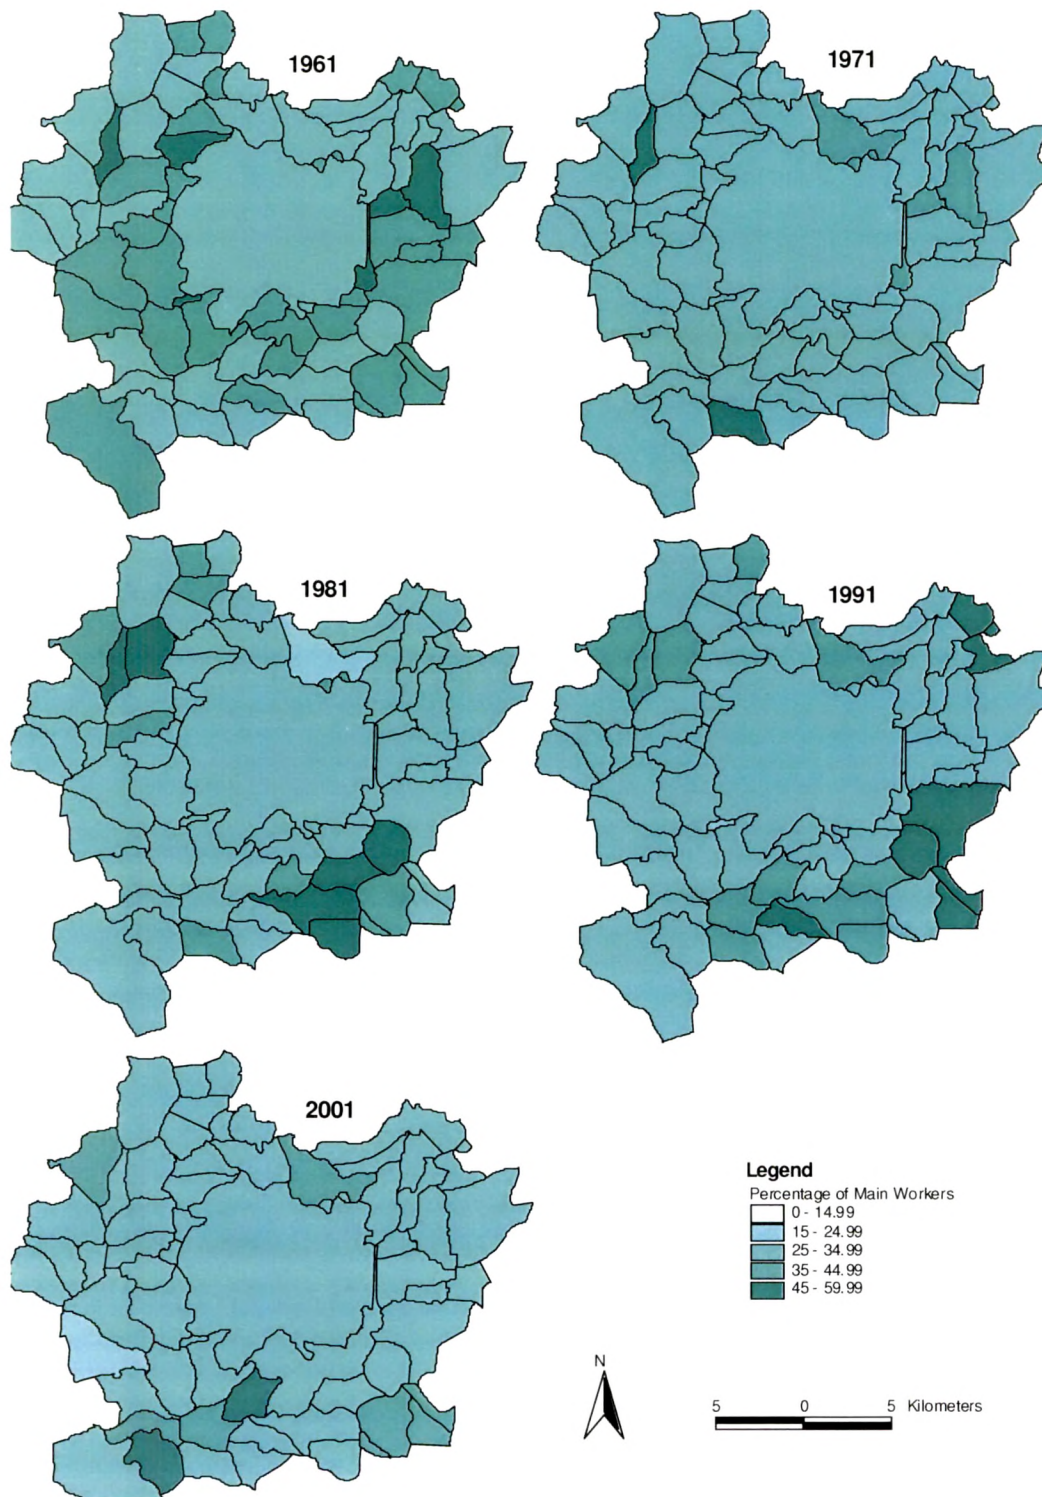 1961
1971
1981
1991
2001
Legend
Percentage of Main Workers
0 - 14.99
15 - 24.99
25 - 34.99
35 - 44.99
45 - 59.99
N
5 0 5 Kilometers